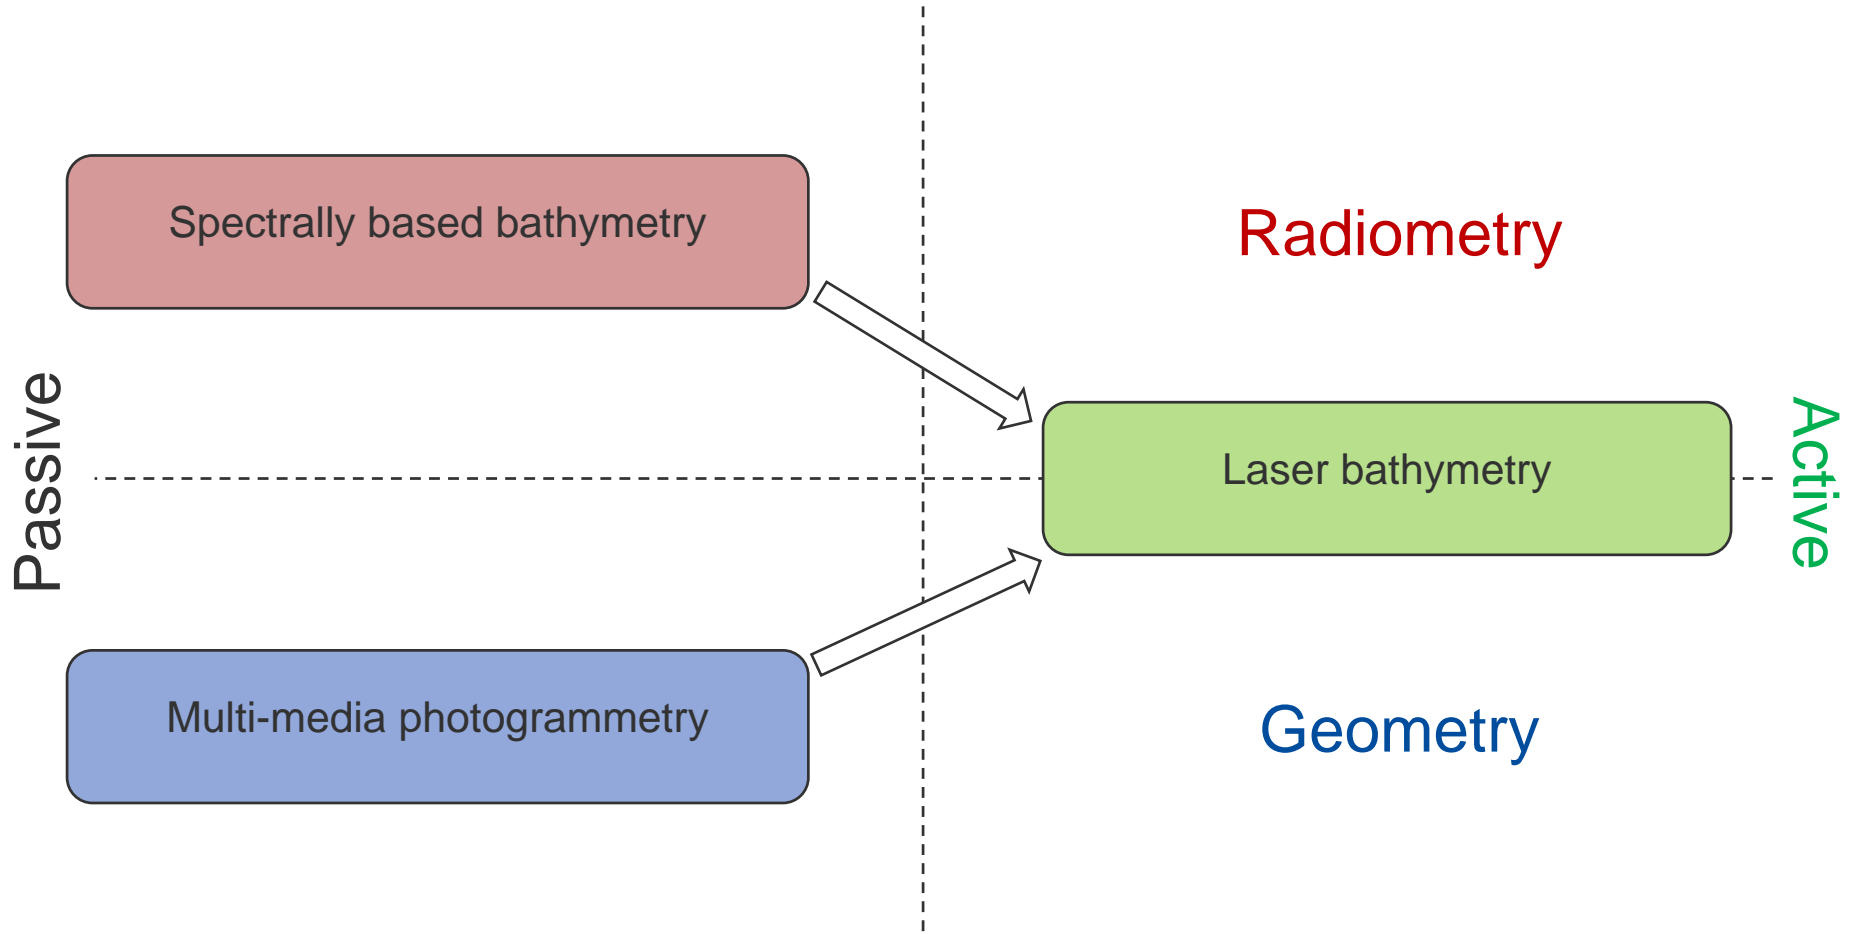 Spectrally based bathymetry
Radiometry
Passive
Laser bathymetry
Active
Multi-media photogrammetry
Geometry